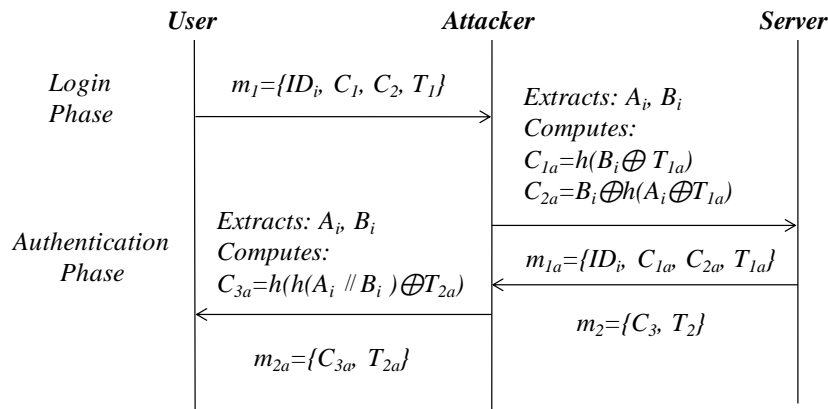 User Attacker Server
Login
Phase
m₁={IDᵢ, C₁, C₂, T₁}
Extracts: Aᵢ, Bᵢ
Computes:
C₁ₐ=h(Bᵢ⊕ T₁ₐ)
C₂ₐ=Bᵢ⊕h(Aᵢ⊕T₁ₐ)
Authentication
Phase
Extracts: Aᵢ, Bᵢ
Computes:
C₃ₐ=h(h(Aᵢ ∥ Bᵢ )⊕T₂ₐ)
m₁ₐ={IDᵢ, C₁ₐ, C₂ₐ, T₁ₐ}
m₂={C₃, T₂}
m₂ₐ={C₃ₐ, T₂ₐ}